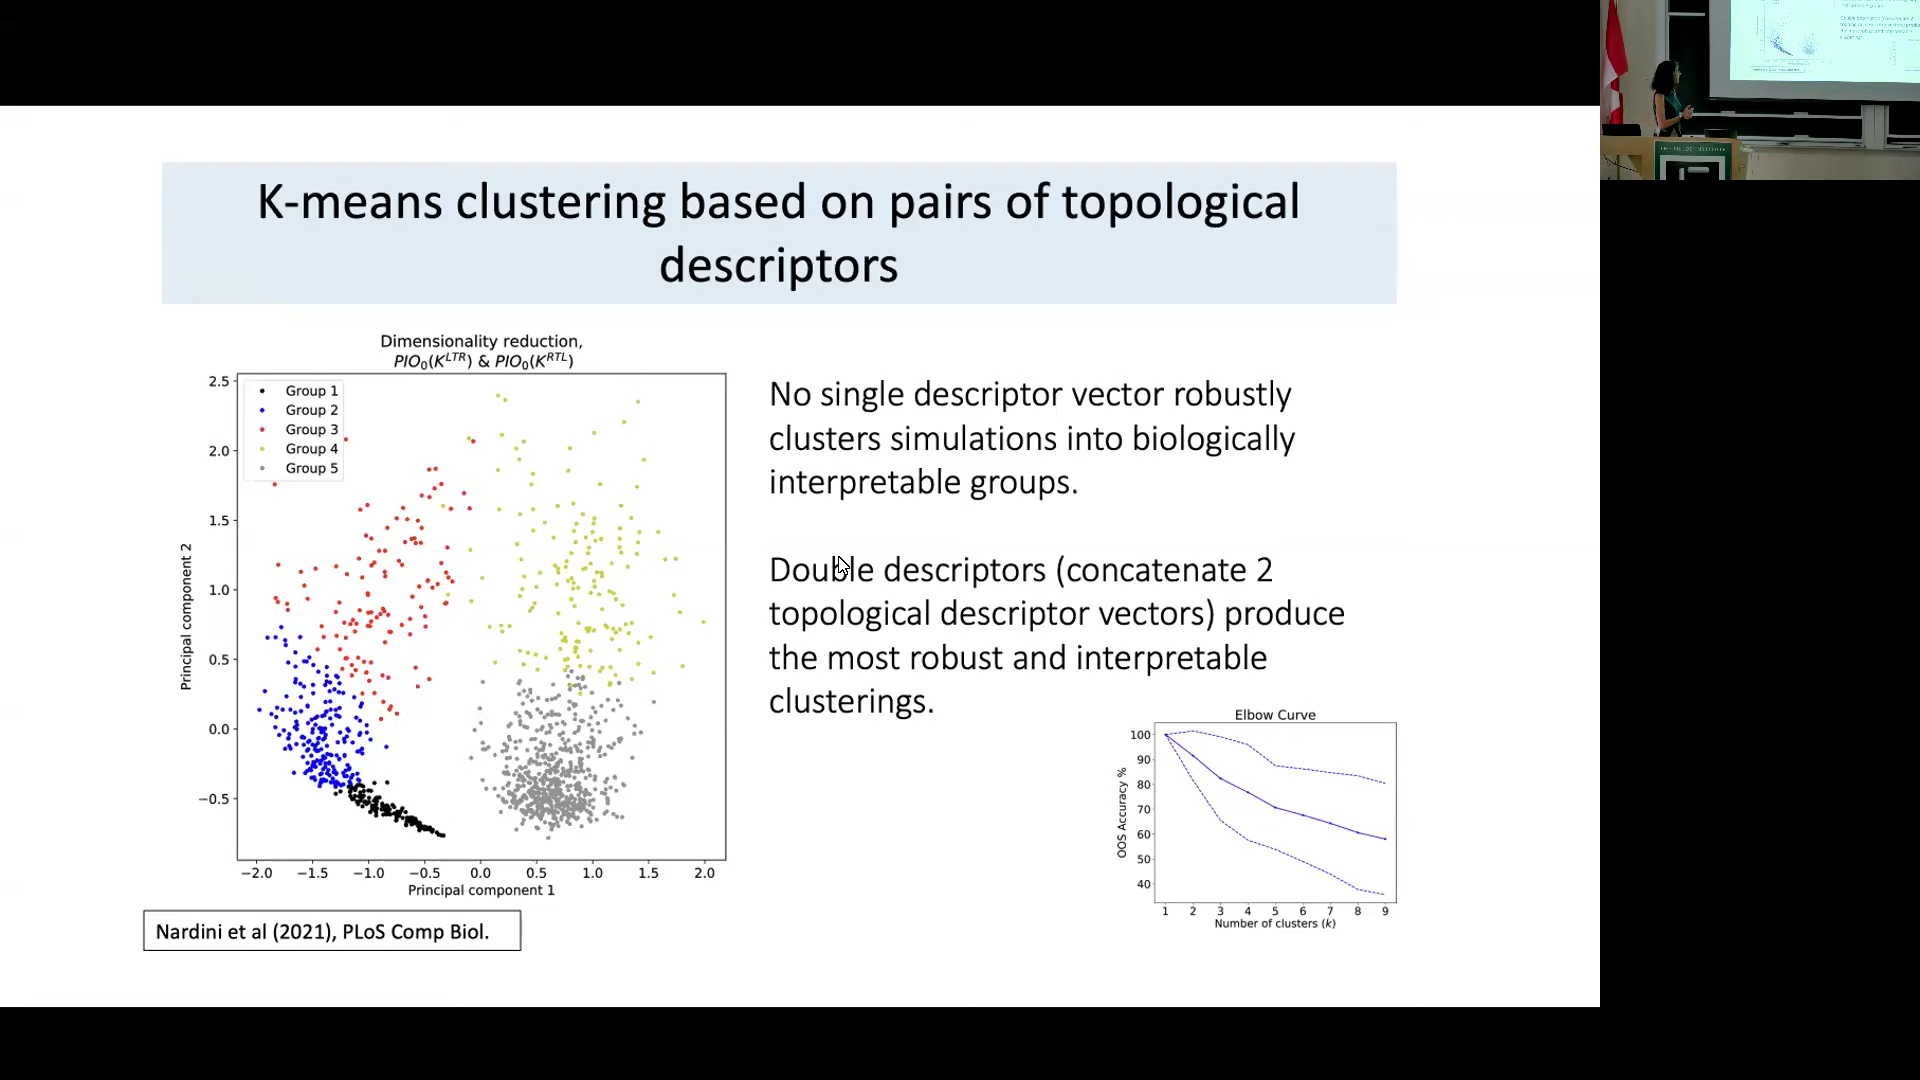 K-means clustering based on pairs of topological
descriptors
Dimensionality reduction,
PIO₀(Kᴸᵀᴿ) & PIO₀(Kᴿᵀᴸ)
Group 1
Group 2
Group 3
Group 4
Group 5
2.5
2.0
1.5
1.0
0.5
0.0
−0.5
Principal component 2
−2.0 −1.5 −1.0 −0.5 0.0 0.5 1.0 1.5 2.0
Principal component 1
Nardini et al (2021), PLoS Comp Biol.
No single descriptor vector robustly
clusters simulations into biologically
interpretable groups.
Double descriptors (concatenate 2
topological descriptor vectors) produce
the most robust and interpretable
clusterings.
Elbow Curve
100
90
80
70
60
50
40
OOS Accuracy %
1 2 3 4 5 6 7 8 9
Number of clusters (k)
THE FIELDS INSTITUTE